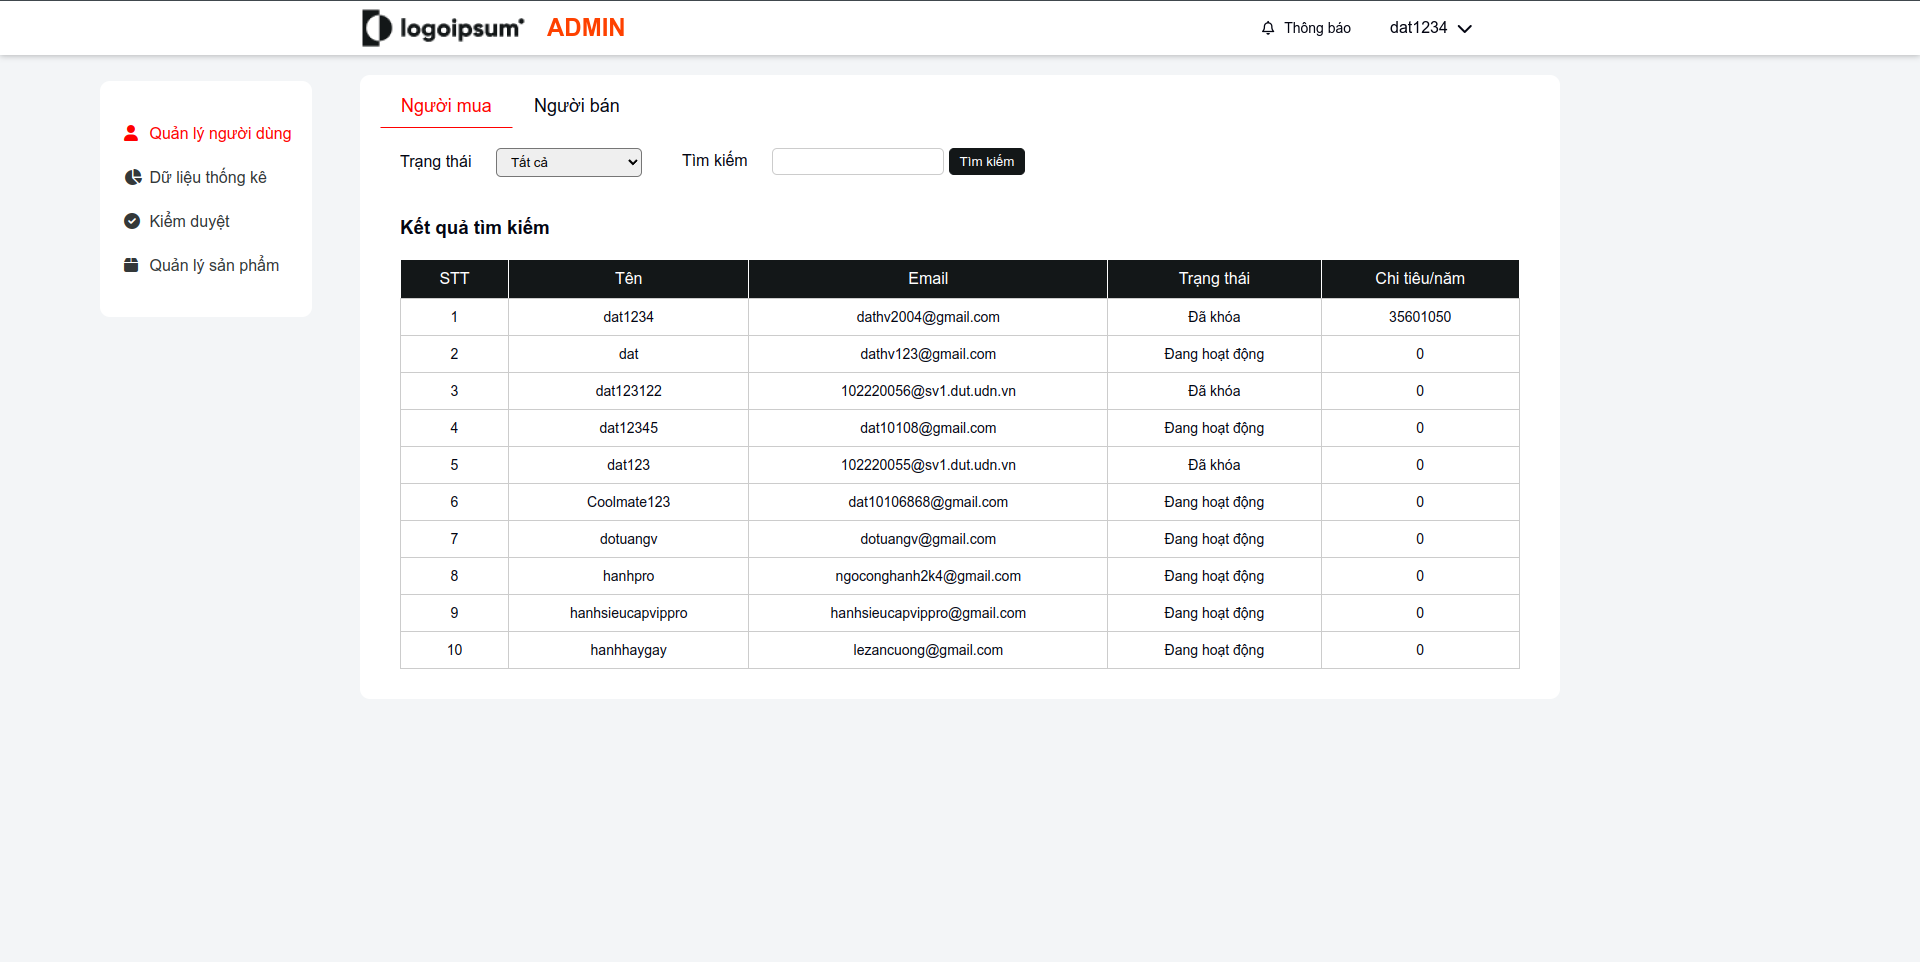 logoipsum ADMIN Thông báo dat1234
Quản lý người dùng
Dữ liệu thống kê
Kiểm duyệt
Quản lý sản phẩm
Người mua Người bán
Trạng thái Tất cả Tìm kiếm Tìm kiếm
Kết quả tìm kiếm
STT Tên Email Trạng thái Chi tiêu/năm
1 dat1234 dathv2004@gmail.com Đã khóa 35601050
2 dat dathv123@gmail.com Đang hoạt động 0
3 dat123122 102220056@sv1.dut.udn.vn Đã khóa 0
4 dat12345 dat10108@gmail.com Đang hoạt động 0
5 dat123 102220055@sv1.dut.udn.vn Đã khóa 0
6 Coolmate123 dat10106868@gmail.com Đang hoạt động 0
7 dotuangv dotuangv@gmail.com Đang hoạt động 0
8 hanhpro ngoconghanh2k4@gmail.com Đang hoạt động 0
9 hanhsieucapvippro hanhsieucapvippro@gmail.com Đang hoạt động 0
10 hanhhaygay lezancuong@gmail.com Đang hoạt động 0